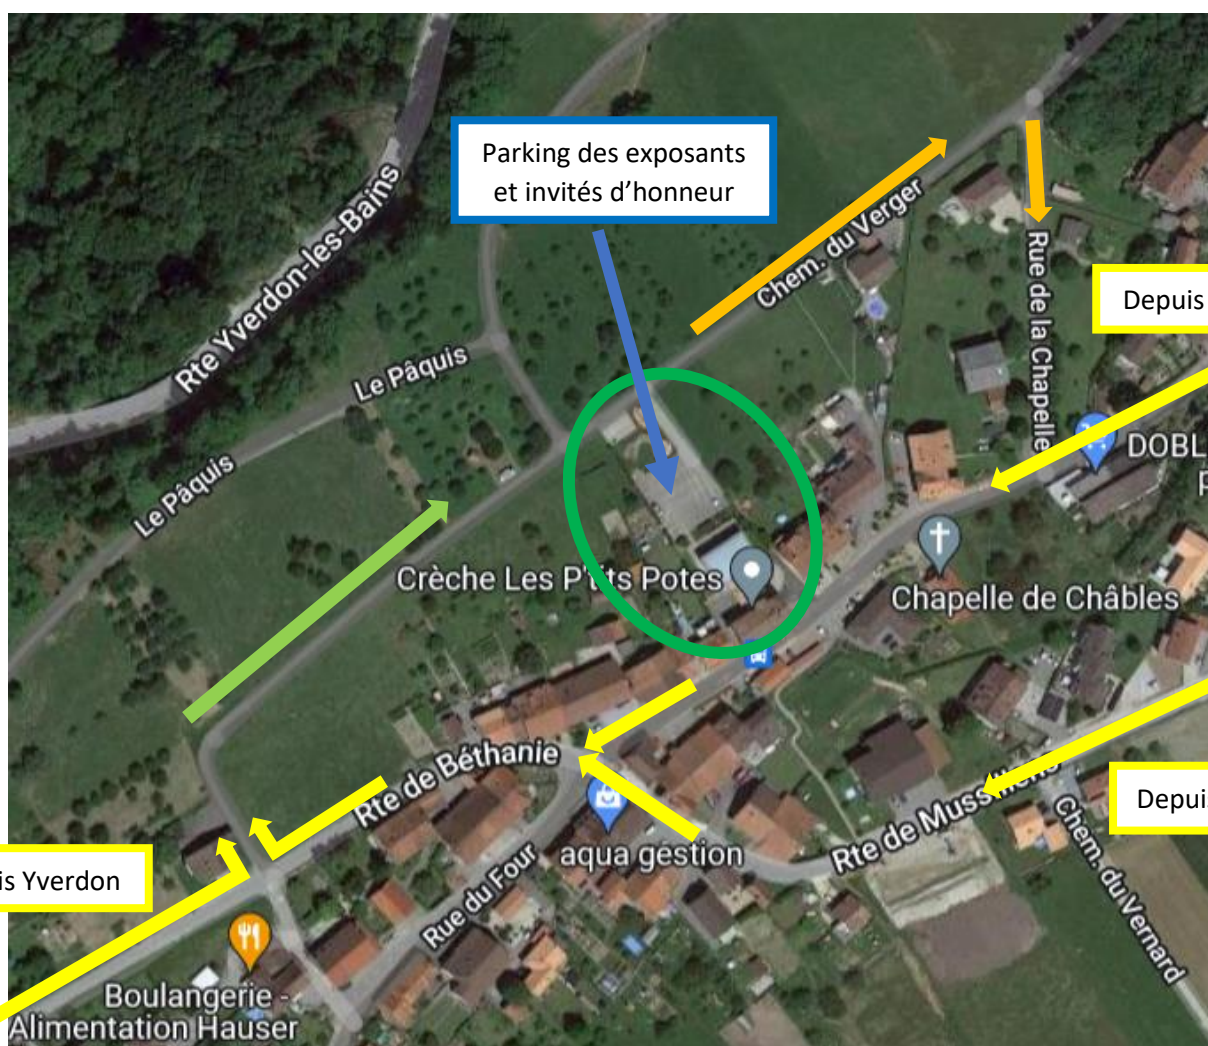 Parking des exposants
et invités d'honneur
Rte Yverdon-les-Bains
Chem. du Verger
Rue de la Chapelle
Depuis
Le Pâquis
Le Pâquis
DOBL
Crèche Les P'tits Potes
Chapelle de Châbles
Rte de Béthanie
aqua gestion
Rte de Mussillens
Depuis
Chem. du Vernard
is Yverdon
Rue du Four
Boulangerie -
Alimentation Hauser